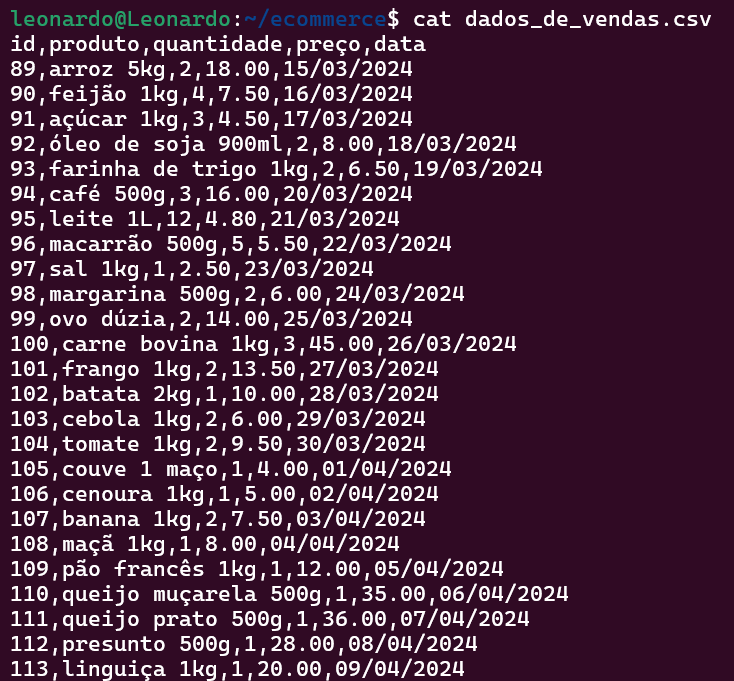 leonardo@Leonardo:~/ecommerce$ cat dados_de_vendas.csv
id,produto,quantidade,preço,data
89,arroz 5kg,2,18.00,15/03/2024
90,feijão 1kg,4,7.50,16/03/2024
91,açúcar 1kg,3,4.50,17/03/2024
92,óleo de soja 900ml,2,8.00,18/03/2024
93,farinha de trigo 1kg,2,6.50,19/03/2024
94,café 500g,3,16.00,20/03/2024
95,leite 1L,12,4.80,21/03/2024
96,macarrão 500g,5,5.50,22/03/2024
97,sal 1kg,1,2.50,23/03/2024
98,margarina 500g,2,6.00,24/03/2024
99,ovo dúzia,2,14.00,25/03/2024
100,carne bovina 1kg,3,45.00,26/03/2024
101,frango 1kg,2,13.50,27/03/2024
102,batata 2kg,1,10.00,28/03/2024
103,cebola 1kg,2,6.00,29/03/2024
104,tomate 1kg,2,9.50,30/03/2024
105,couve 1 maço,1,4.00,01/04/2024
106,cenoura 1kg,1,5.00,02/04/2024
107,banana 1kg,2,7.50,03/04/2024
108,maçã 1kg,1,8.00,04/04/2024
109,pão francês 1kg,1,12.00,05/04/2024
110,queijo muçarela 500g,1,35.00,06/04/2024
111,queijo prato 500g,1,36.00,07/04/2024
112,presunto 500g,1,28.00,08/04/2024
113,linguiça 1kg,1,20.00,09/04/2024